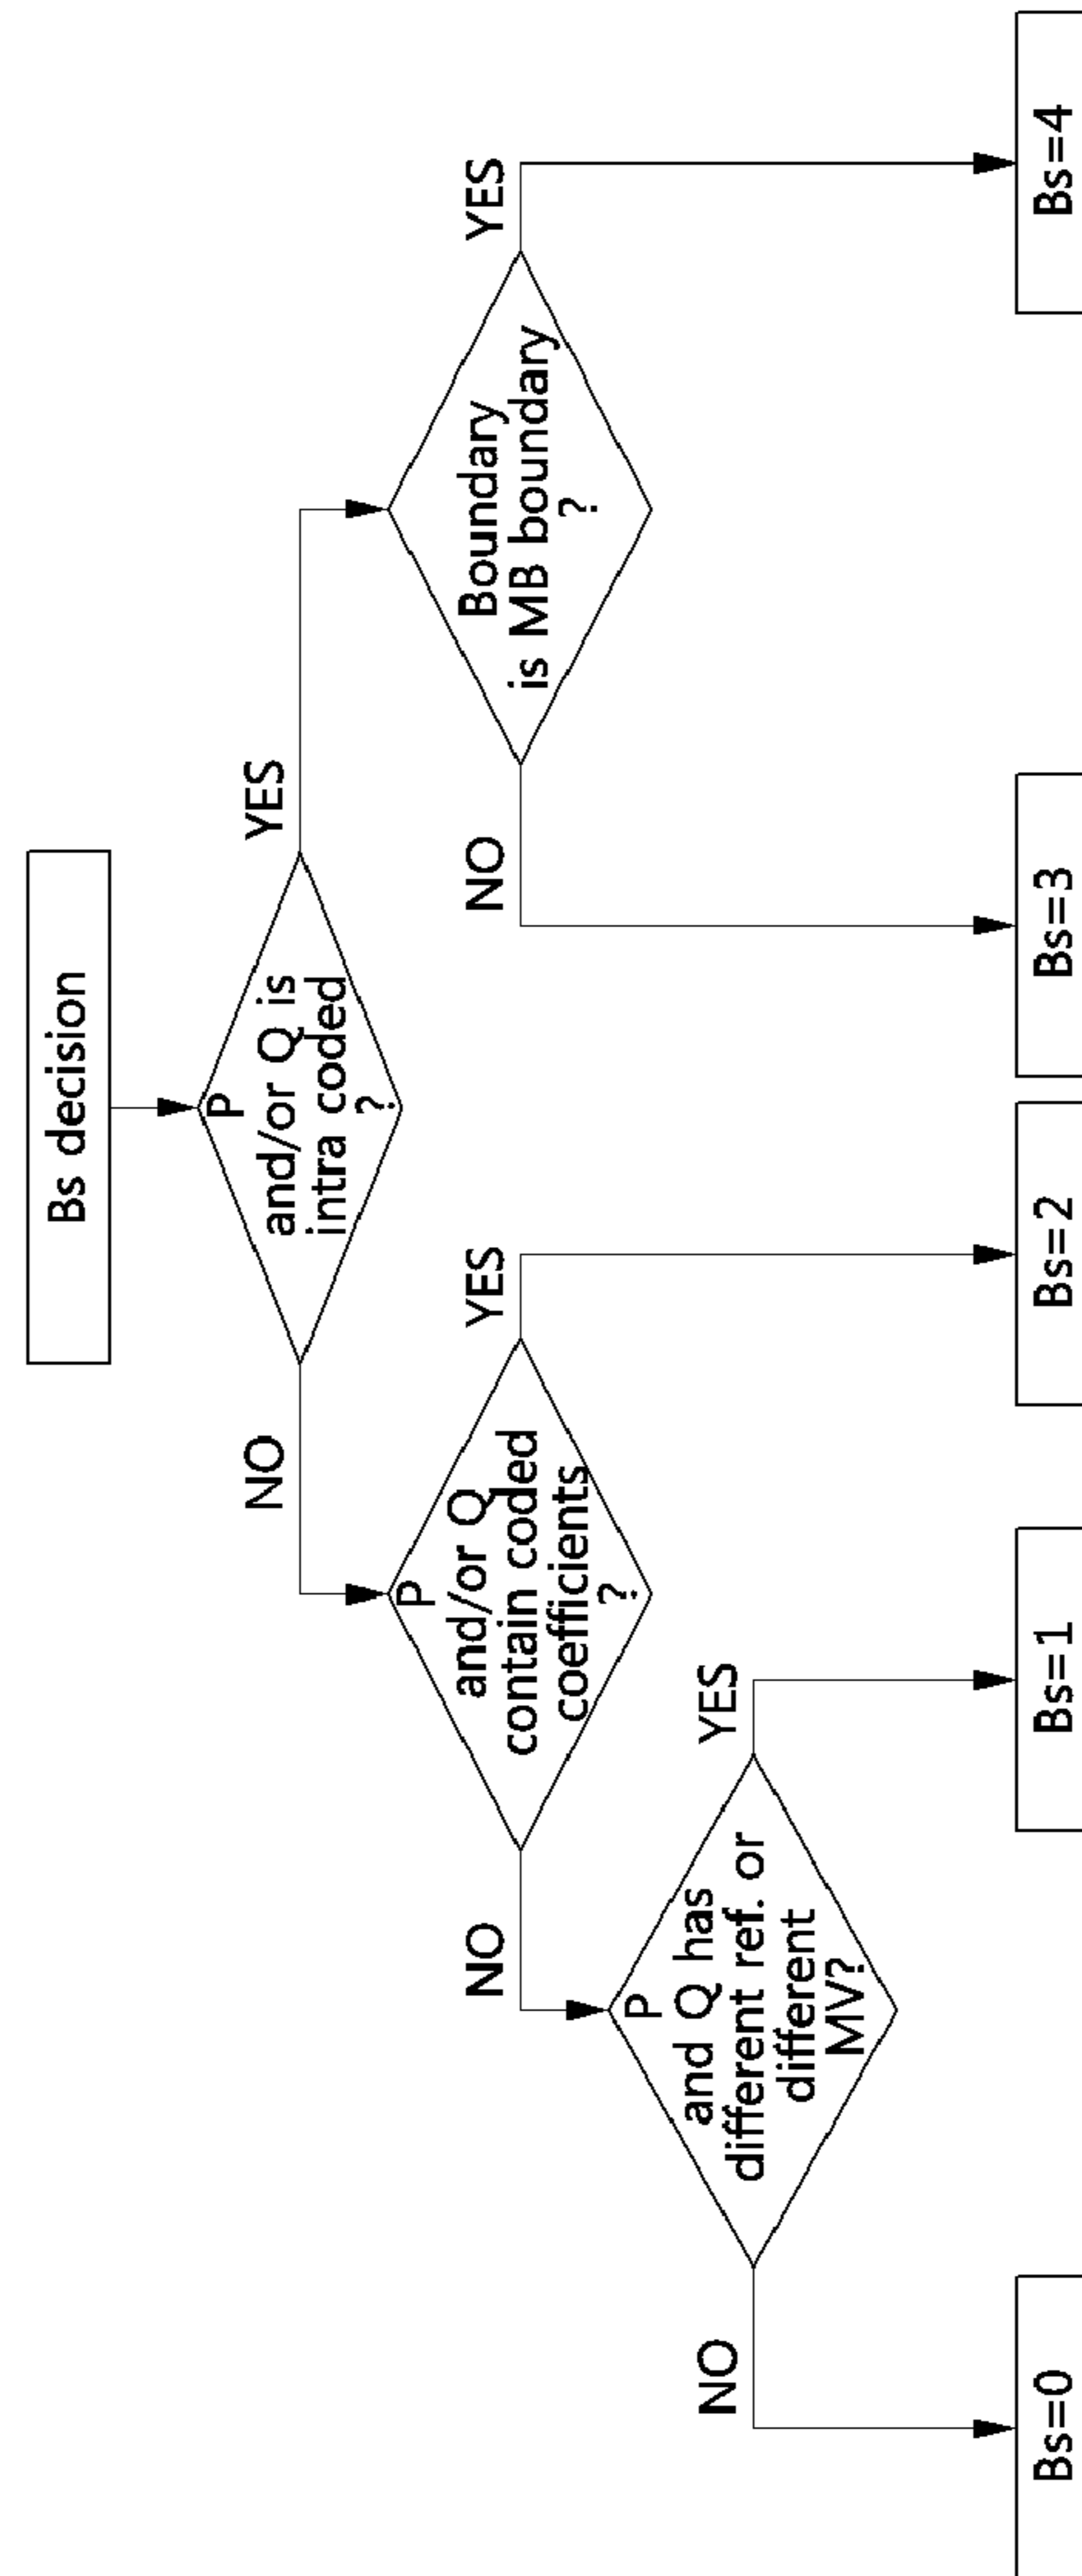 Bs decision
P
and/or Q is
intra coded
?
NO
YES
P
and/or Q
contain coded
coefficients
?
Boundary
is MB boundary
?
NO
YES
NO
YES
P
and Q has
different ref. or
different
MV?
NO
YES
Bs=0
Bs=1
Bs=2
Bs=3
Bs=4